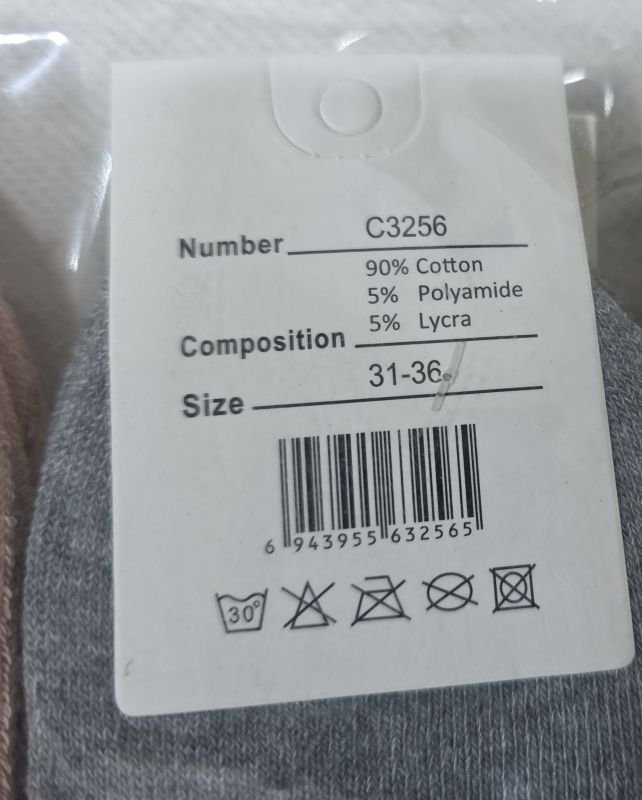 Number C3256
90% Cotton
5% Polyamide
5% Lycra
Composition
Size 31-36
6 943955 632565
30°